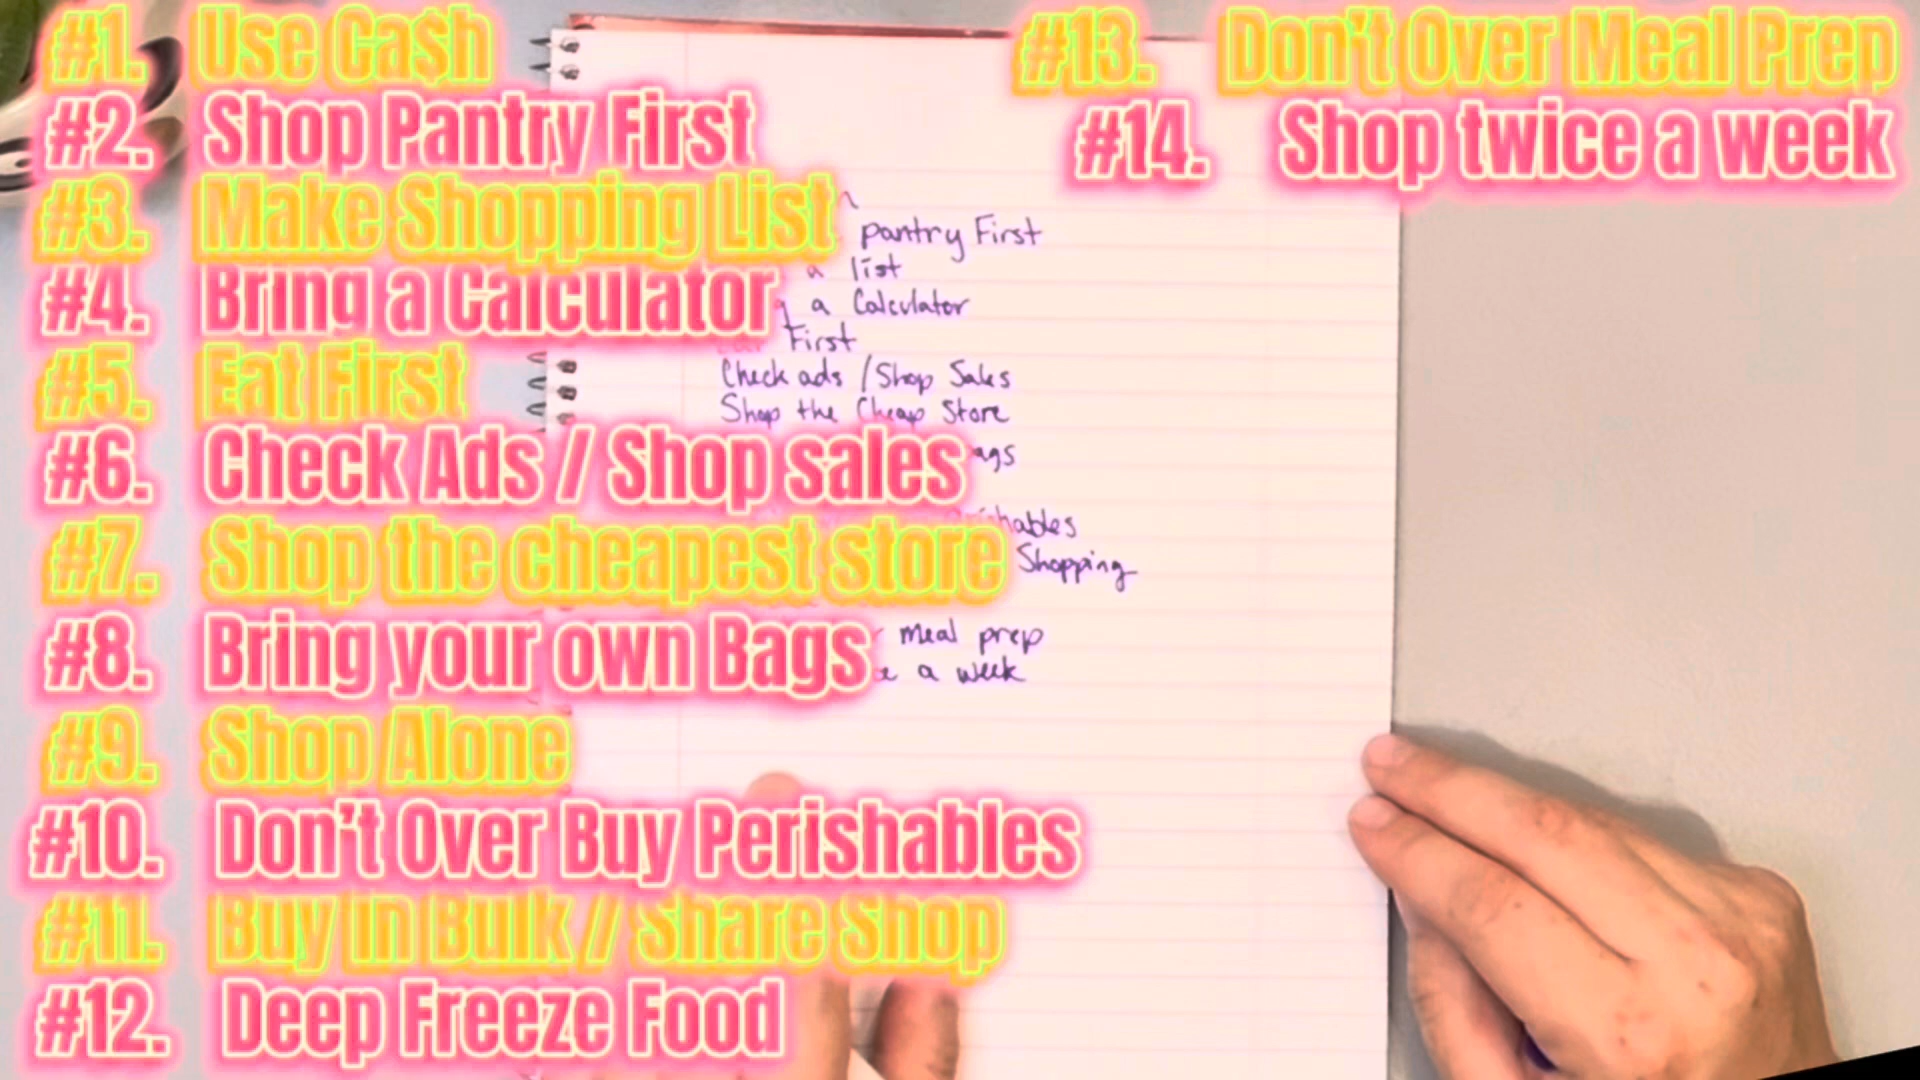 #1. Use Ca$h
#2. Shop Pantry First
#3. Make Shopping List
#4. Bring a Calculator
#5. Eat First
#6. Check Ads / Shop sales
#7. Shop the cheapest store
#8. Bring your own Bags
#9. Shop Alone
#10. Don't Over Buy Perishables
#11. Buy In Bulk // Share Shop
#12. Deep Freeze Food
#13. Don't Over Meal Prep
#14. Shop twice a week
pantry First
a list
a Calculator
First
Check ads / Shop Sales
Shop the Cheap Store
Shopping
meal prep
a week